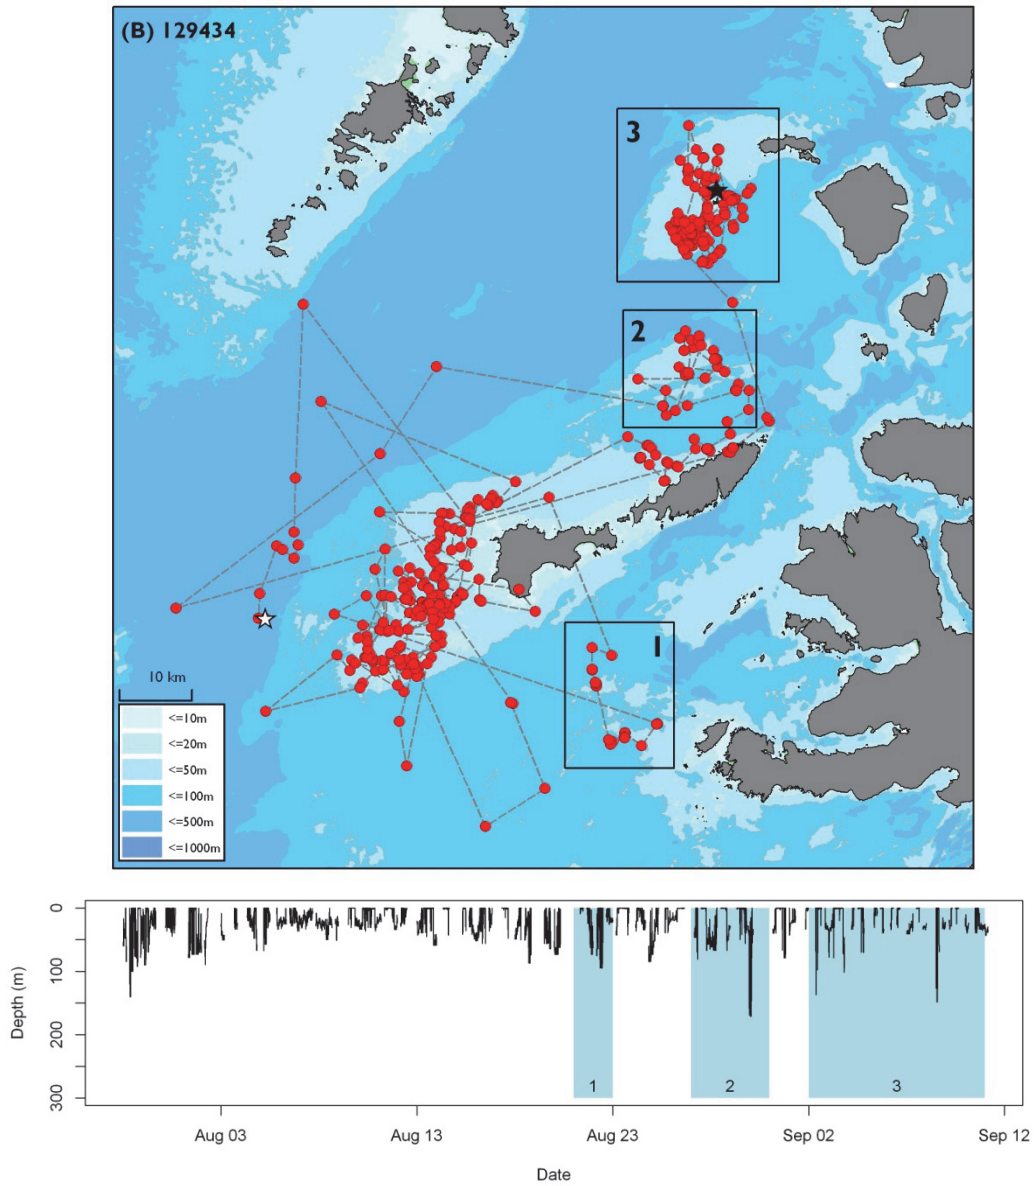 (B) 129434
3
2
1
10 km
<=10m
<=20m
<=50m
<=100m
<=500m
<=1000m
0
100
200
300
Depth (m)
1
2
3
Aug 03
Aug 13
Aug 23
Sep 02
Sep 12
Date